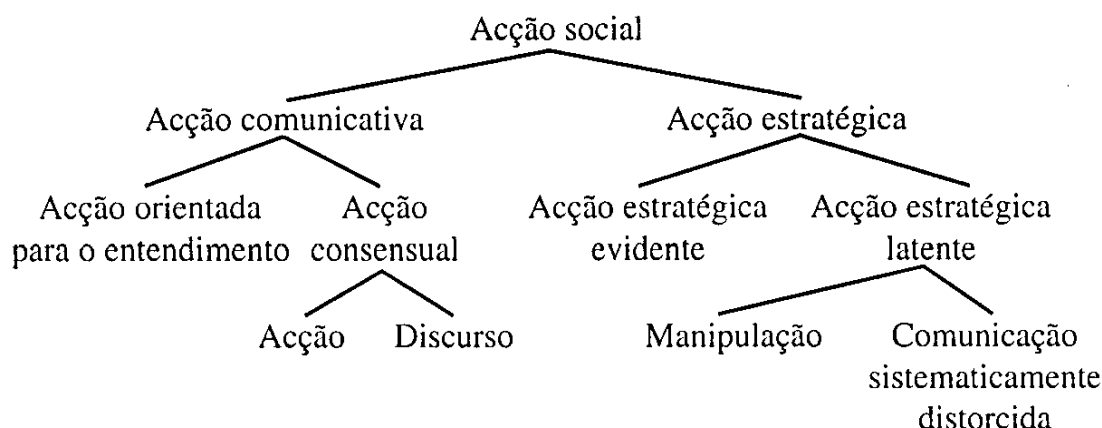 Acção social
Acção comunicativa
Acção estratégica
Acção orientada
para o entendimento
Acção
consensual
Acção estratégica
evidente
Acção estratégica
latente
Acção
Discurso
Manipulação
Comunicação
sistematicamente
distorcida